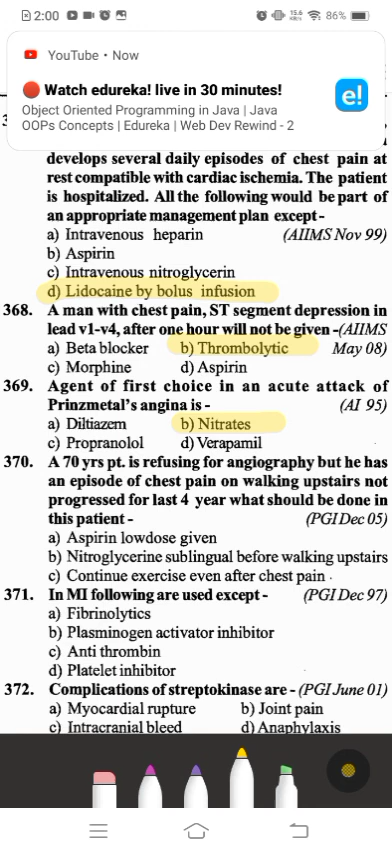 2:00
15.6
KB/S
86%
YouTube • Now
Watch edureka! live in 30 minutes!
Object Oriented Programming in Java | Java
OOPs Concepts | Edureka | Web Dev Rewind - 2
e!
develops several daily episodes of chest pain at
rest compatible with cardiac ischemia. The patient
is hospitalized. All the following would be part of
an appropriate management plan except-
a) Intravenous heparin (AIIMS Nov 99)
b) Aspirin
c) Intravenous nitroglycerin
d) Lidocaine by bolus infusion
368. A man with chest pain, ST segment depression in
lead v1-v4, after one hour will not be given -(AIIMS
a) Beta blocker b) Thrombolytic May 08)
c) Morphine d) Aspirin
369. Agent of first choice in an acute attack of
Prinzmetal's angina is - (AI 95)
a) Diltiazem b) Nitrates
c) Propranolol d) Verapamil
370. A 70 yrs pt. is refusing for angiography but he has
an episode of chest pain on walking upstairs not
progressed for last 4 year what should be done in
this patient - (PGI Dec 05)
a) Aspirin lowdose given
b) Nitroglycerine sublingual before walking upstairs
c) Continue exercise even after chest pain
371. In MI following are used except - (PGI Dec 97)
a) Fibrinolytics
b) Plasminogen activator inhibitor
c) Anti thrombin
d) Platelet inhibitor
372. Complications of streptokinase are - (PGI June 01)
a) Myocardial rupture b) Joint pain
c) Intracranial bleed d) Anaphylaxis